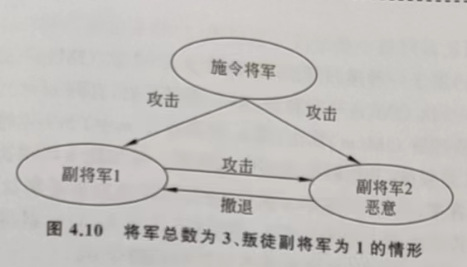 施令将军
攻击
攻击
副将军1
攻击
撤退
副将军2
恶意
图 4.10 将军总数为 3、叛徒副将军为 1 的情形